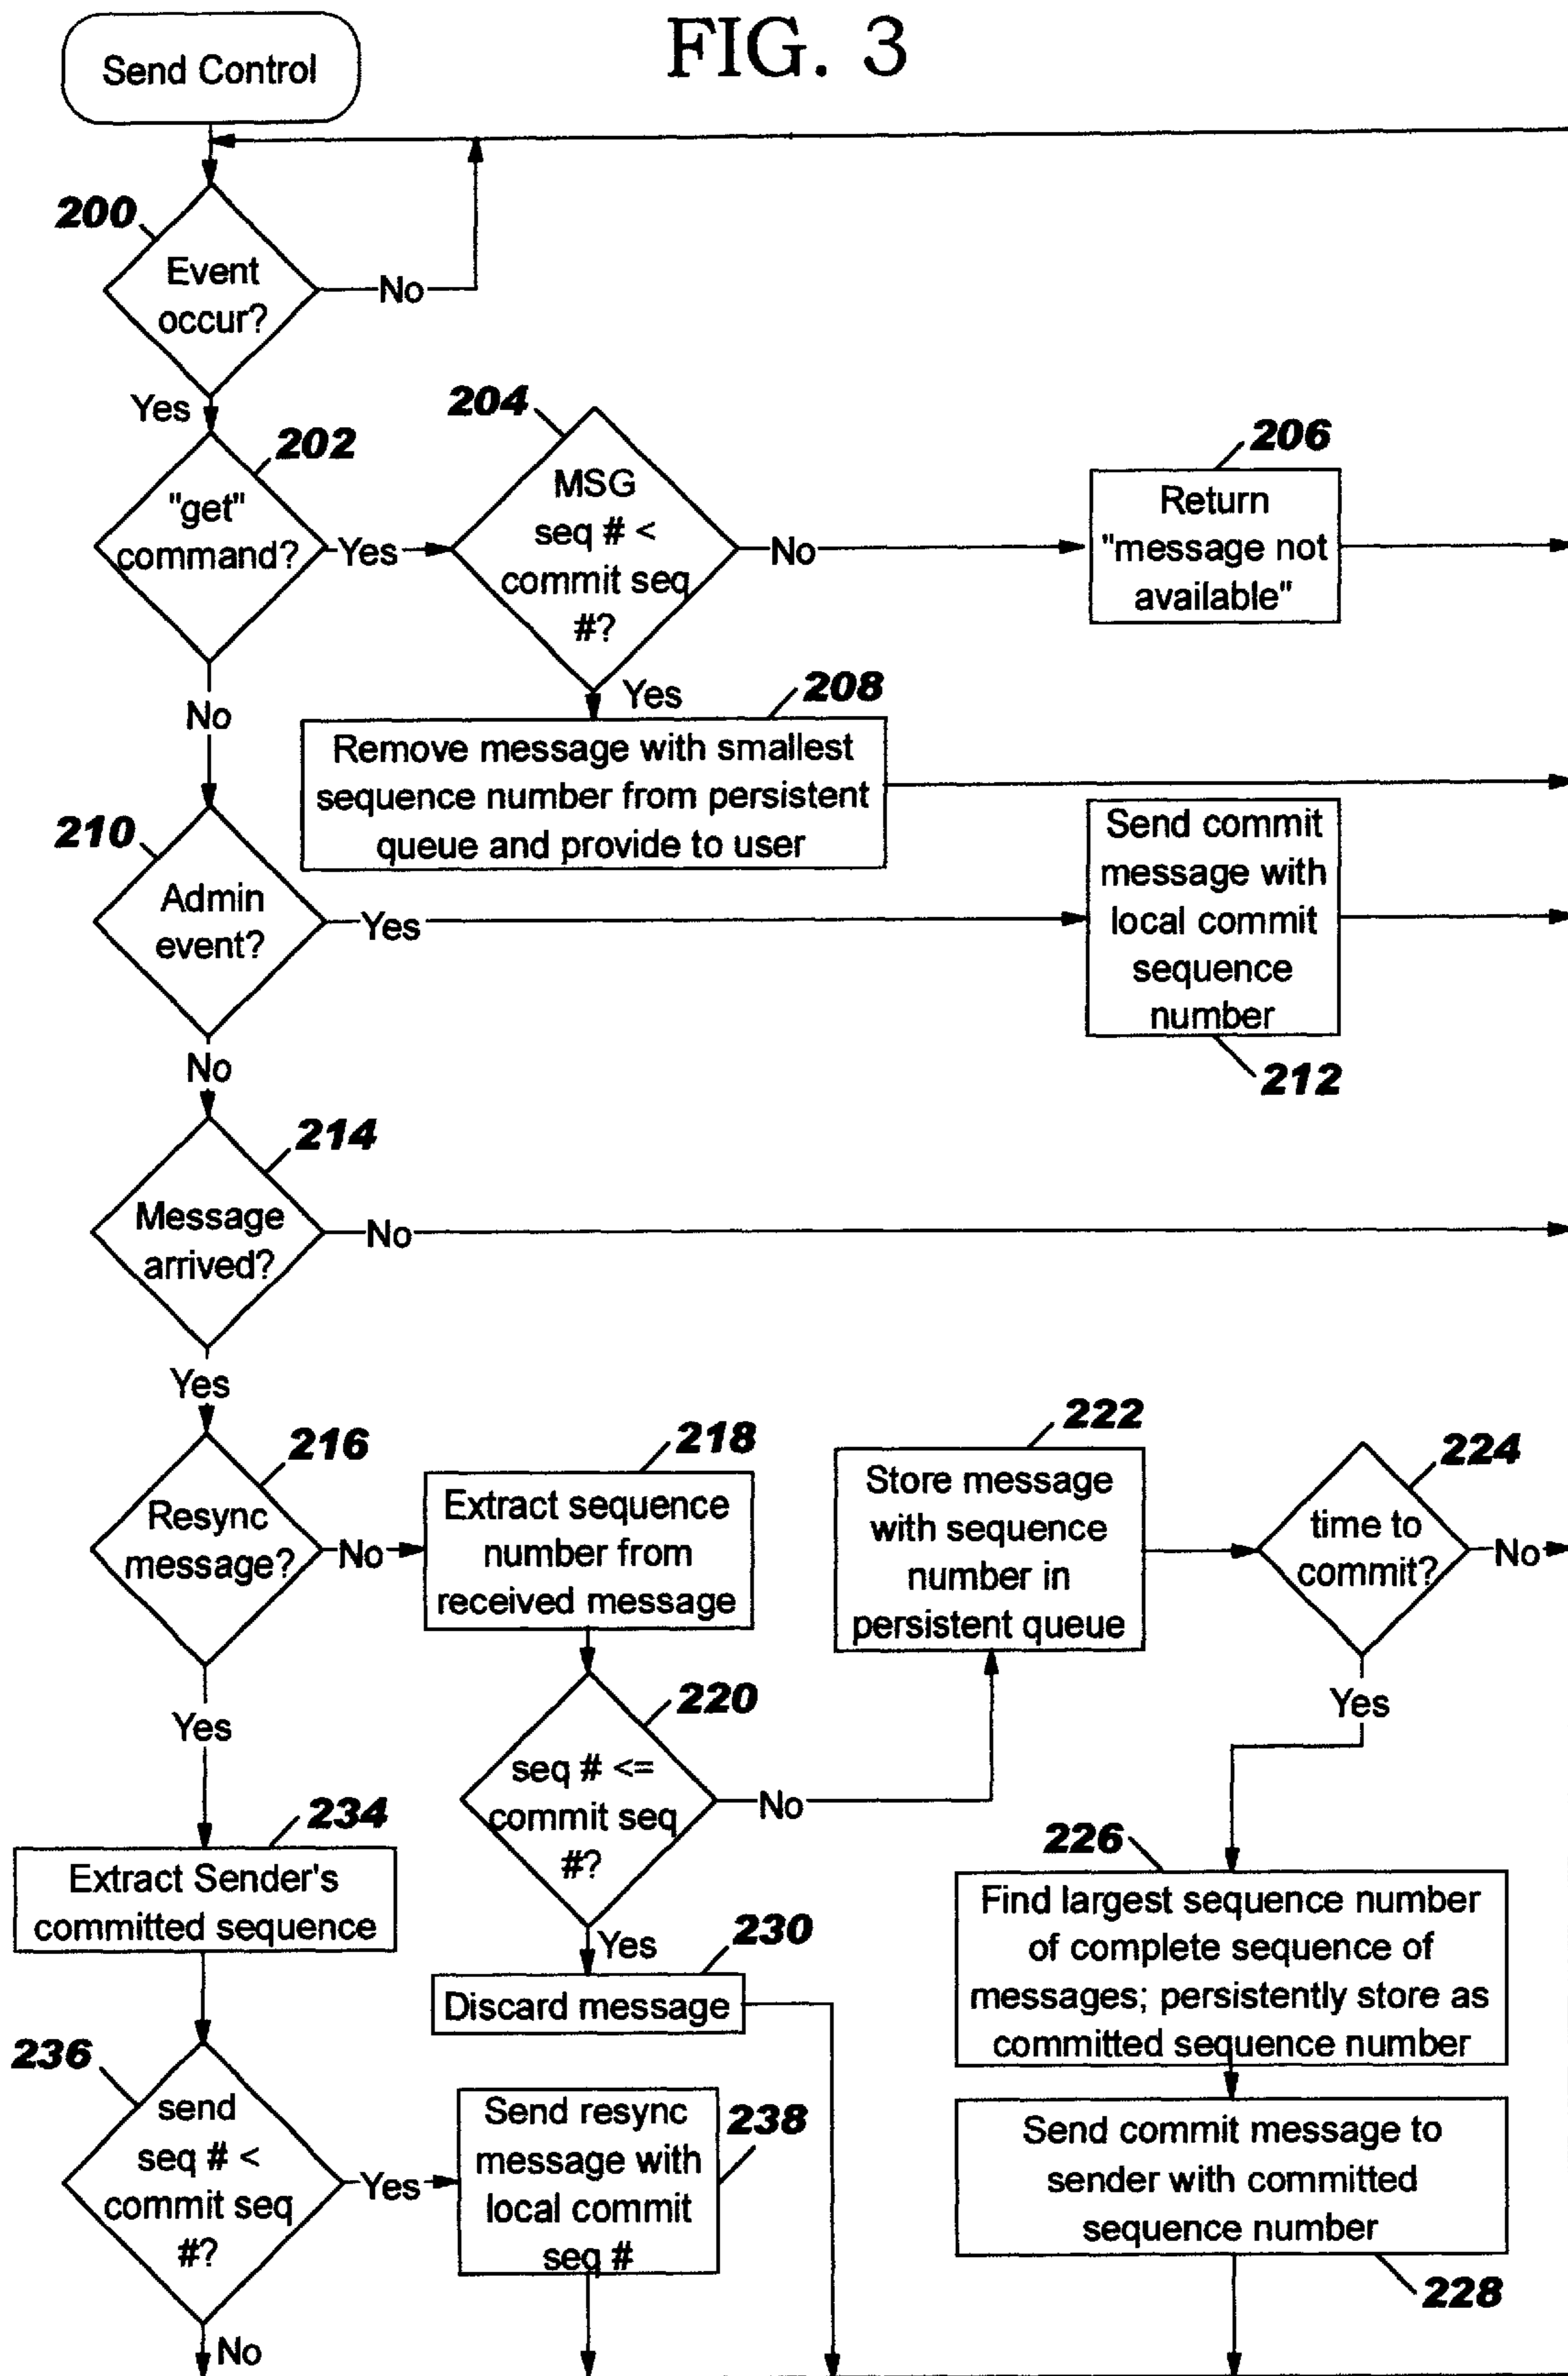 FIG. 3
Send Control
200
Event
occur?
No
Yes
202
"get"
command?
Yes
204
MSG
seq # <
commit seq
#?
No
206
Return
"message not
available"
Yes
208
Remove message with smallest
sequence number from persistent
queue and provide to user
No
210
Admin
event?
Yes
Send commit
message with
local commit
sequence
number
212
No
214
Message
arrived?
No
Yes
216
Resync
message?
No
218
Extract sequence
number from
received message
220
seq # <=
commit seq
#?
No
222
Store message
with sequence
number in
persistent queue
224
time to
commit?
No
Yes
226
Find largest sequence number
of complete sequence of
messages; persistently store as
committed sequence number
Send commit message to
sender with committed
sequence number
228
Yes
230
Discard message
Yes
234
Extract Sender's
committed sequence
236
send
seq # <
commit seq
#?
Yes
Send resync
message with
local commit
seq #
238
No